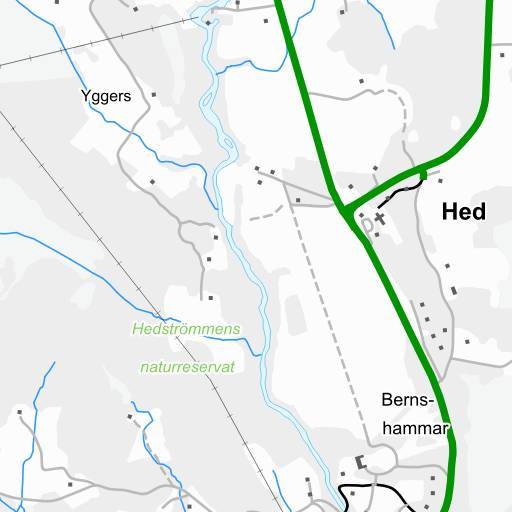 Yggers
Hed
Hedströmmens
naturreservat
Berns-
hammar